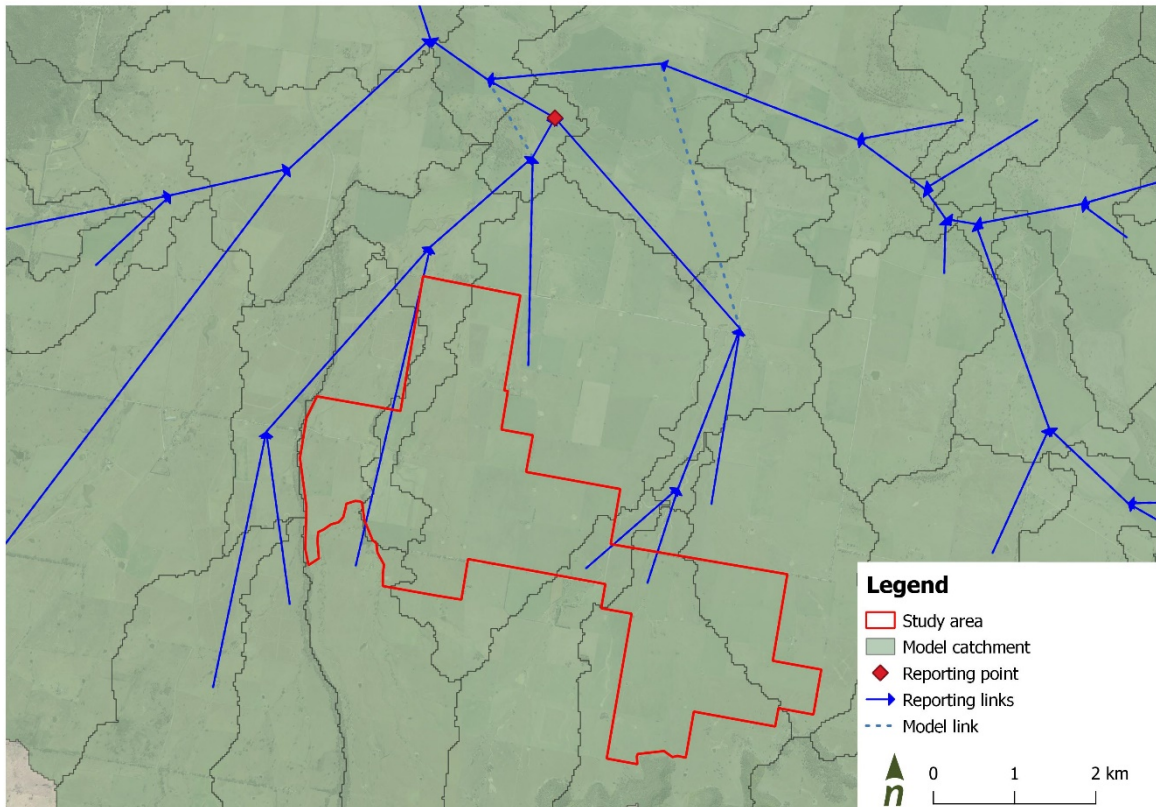 Legend
Study area
Model catchment
Reporting point
Reporting links
Model link
n
0 1 2 km